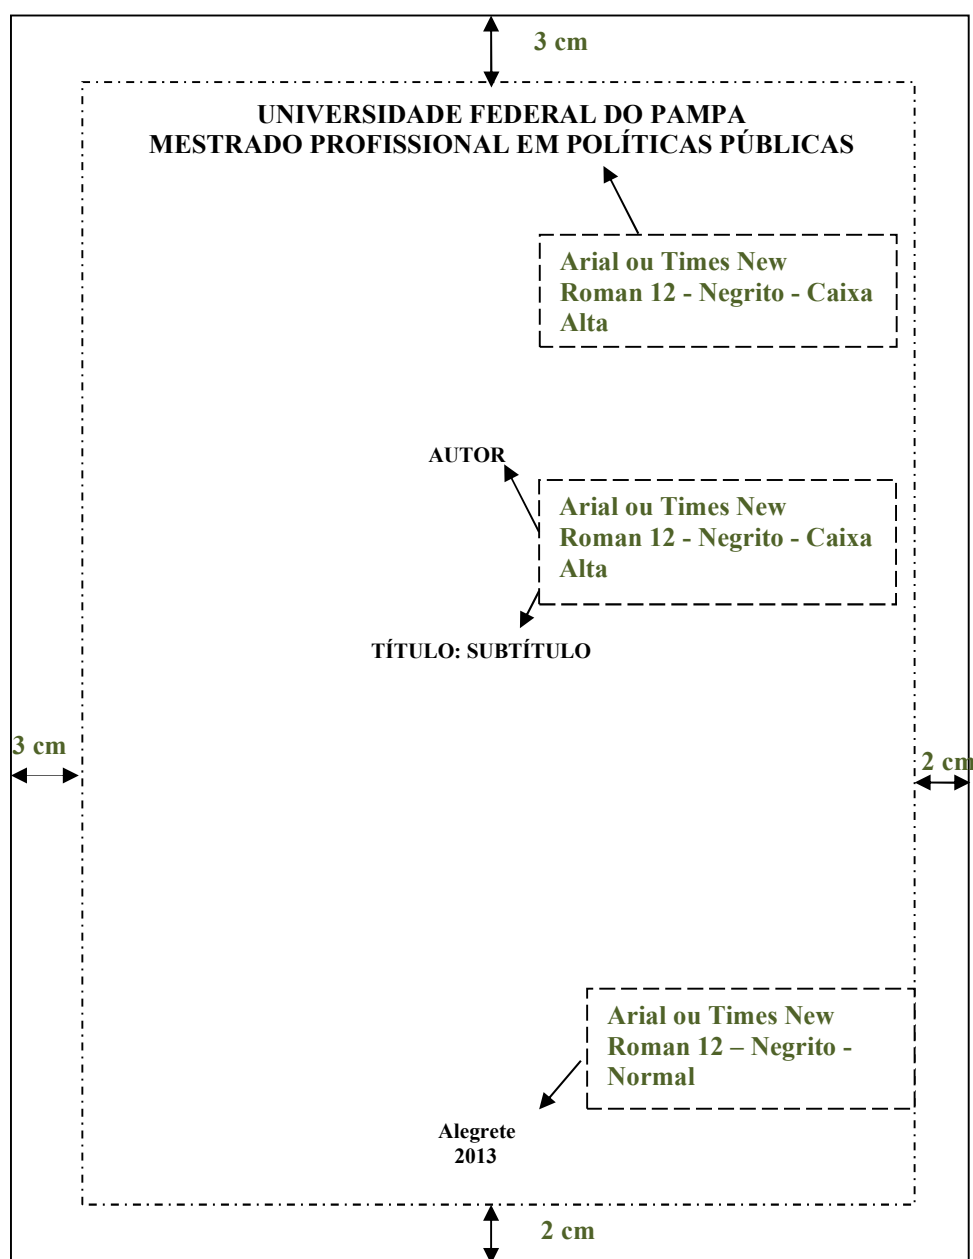 3 cm
UNIVERSIDADE FEDERAL DO PAMPA
MESTRADO PROFISSIONAL EM POLÍTICAS PÚBLICAS
Arial ou Times New
Roman 12 - Negrito - Caixa
Alta
AUTOR
Arial ou Times New
Roman 12 - Negrito - Caixa
Alta
TÍTULO: SUBTÍTULO
3 cm
2 cm
Arial ou Times New
Roman 12 – Negrito -
Normal
Alegrete
2013
2 cm